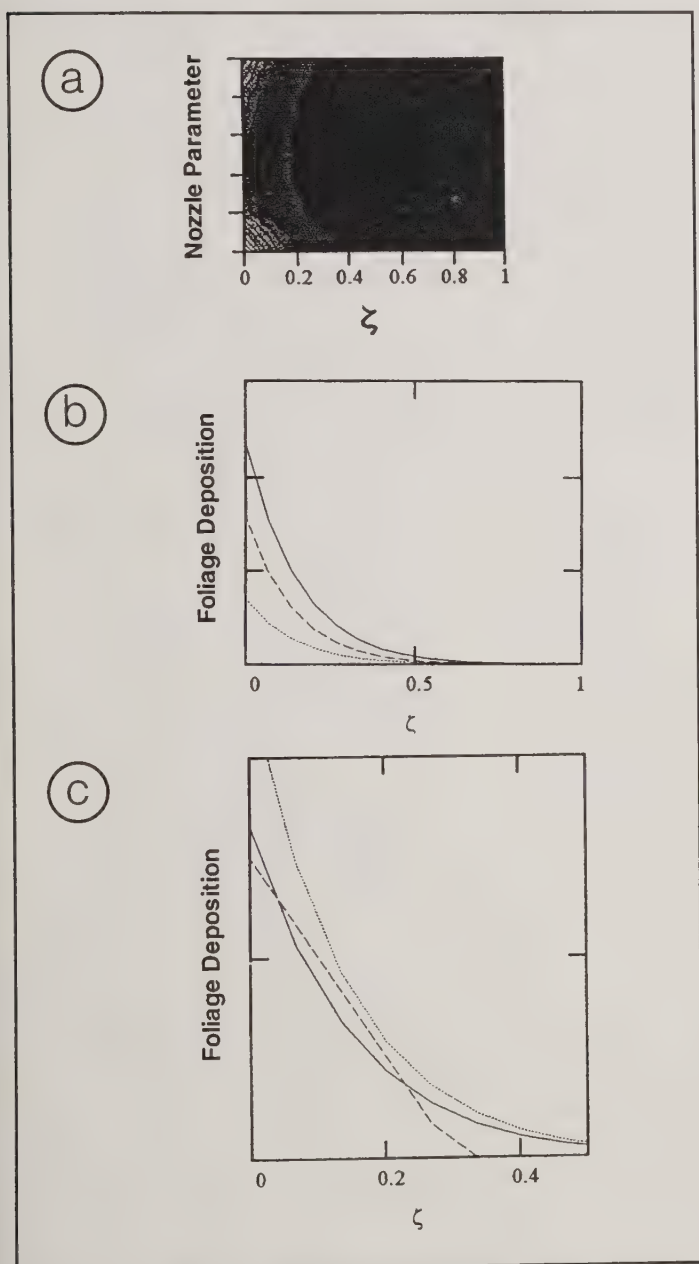 a
Nozzle Parameter
0 0.2 0.4 0.6 0.8 1
ζ
b
Foliage Deposition
0 0.5 1
ζ
c
Foliage Deposition
0 0.2 0.4
ζ